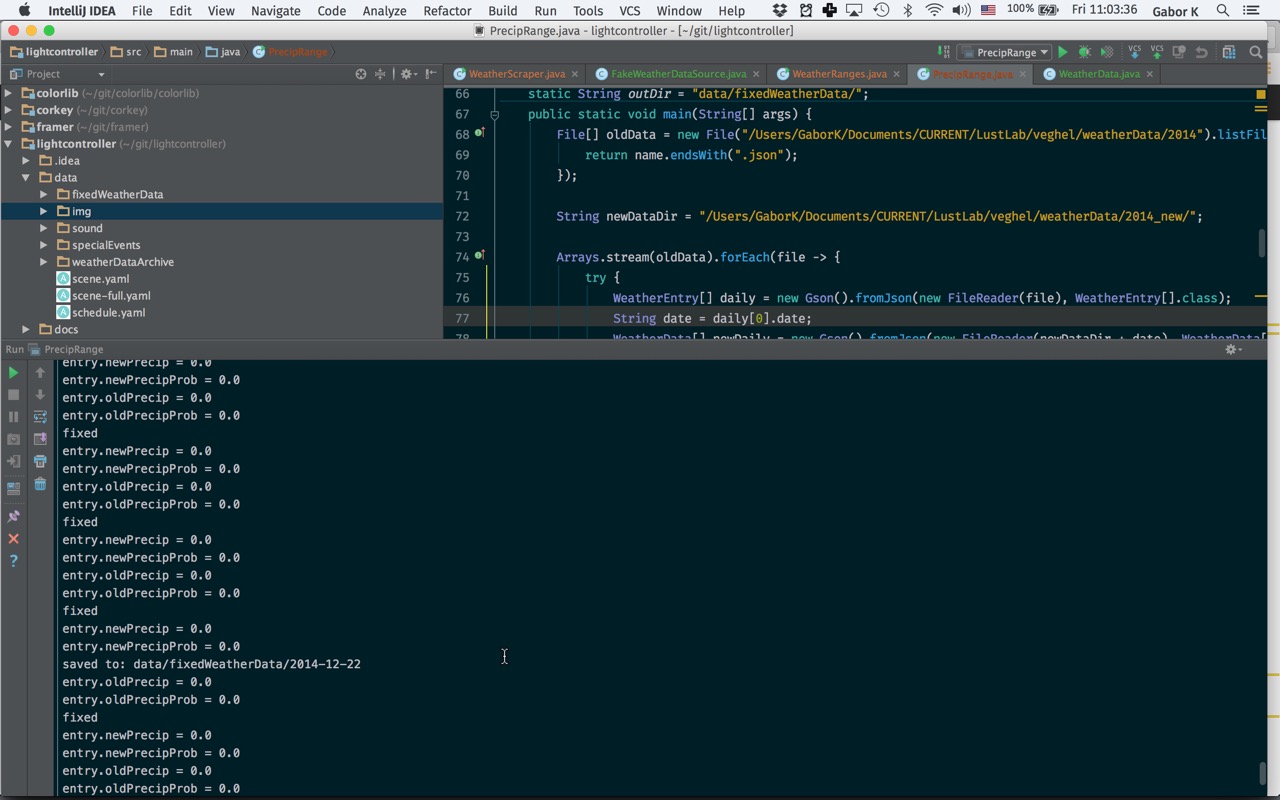 IntelliJ IDEA File Edit View Navigate Code Analyze Refactor Build Run Tools VCS Window Help 100% Fri 11:03:36 Gabor K
PrecipRange.java - lightcontroller - [~/git/lightcontroller]
lightcontroller src main java PrecipRange PrecipRange VCS VCS
Project WeatherScraper.java FakeWeatherDataSource.java WeatherRanges.java PrecipRange.java WeatherData.java
colorlib (~/git/colorlib/colorlib)
corkey (~/git/corkey)
framer (~/git/framer)
lightcontroller (~/git/lightcontroller)
.idea
data
fixedWeatherData
img
sound
specialEvents
weatherDataArchive
scene.yaml
scene-full.yaml
schedule.yaml
docs
66 static String outDir = "data/fixedWeatherData/";
67 public static void main(String[] args) {
68 File[] oldData = new File("/Users/GaborK/Documents/CURRENT/LustLab/veghel/weatherData/2014").listFil
69 return name.endsWith(".json");
70 });
71
72 String newDataDir = "/Users/GaborK/Documents/CURRENT/LustLab/veghel/weatherData/2014_new/";
73
74 Arrays.stream(oldData).forEach(file -> {
75 try {
76 WeatherEntry[] daily = new Gson().fromJson(new FileReader(file), WeatherEntry[].class);
77 String date = daily[0].date;
78 WeatherData[] newDaily = new Gson().fromJson(new FileReader(newDataDir + date), WeatherData[
Run PrecipRange
entry.newPrecip = 0.0
entry.newPrecipProb = 0.0
entry.oldPrecip = 0.0
entry.oldPrecipProb = 0.0
fixed
entry.newPrecip = 0.0
entry.newPrecipProb = 0.0
entry.oldPrecip = 0.0
entry.oldPrecipProb = 0.0
fixed
entry.newPrecip = 0.0
entry.newPrecipProb = 0.0
entry.oldPrecip = 0.0
entry.oldPrecipProb = 0.0
fixed
entry.newPrecip = 0.0
entry.newPrecipProb = 0.0
saved to: data/fixedWeatherData/2014-12-22
entry.oldPrecip = 0.0
entry.oldPrecipProb = 0.0
fixed
entry.newPrecip = 0.0
entry.newPrecipProb = 0.0
entry.oldPrecip = 0.0
entry.oldPrecipProb = 0.0